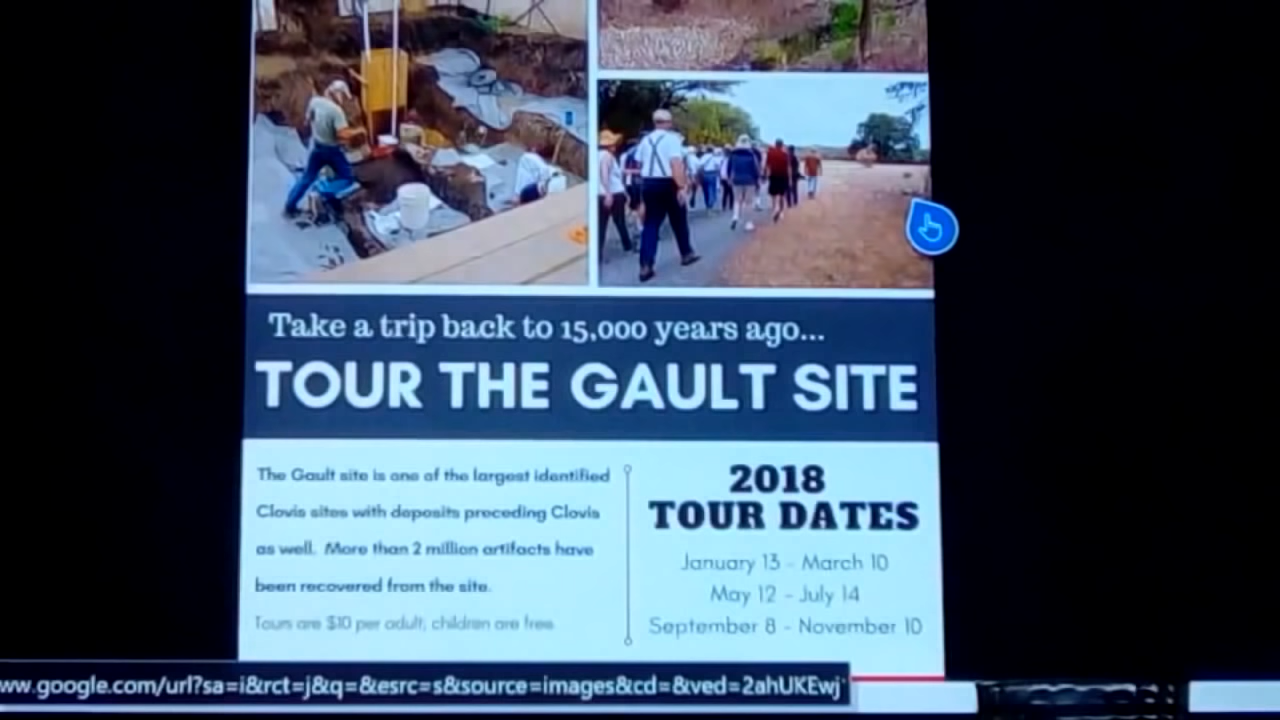 Take a trip back to 15,000 years ago...
TOUR THE GAULT SITE
The Gault site is one of the largest identified
Clovis sites with deposits preceding Clovis
as well. More than 2 million artifacts have
been recovered from the site.
Tours are $10 per adult, children are free
2018
TOUR DATES
January 13 - March 10
May 12 - July 14
September 8 - November 10
ww.google.com/url?sa=i&rct=j&q=&esrc=s&source=images&cd=&ved=2ahUKEwj